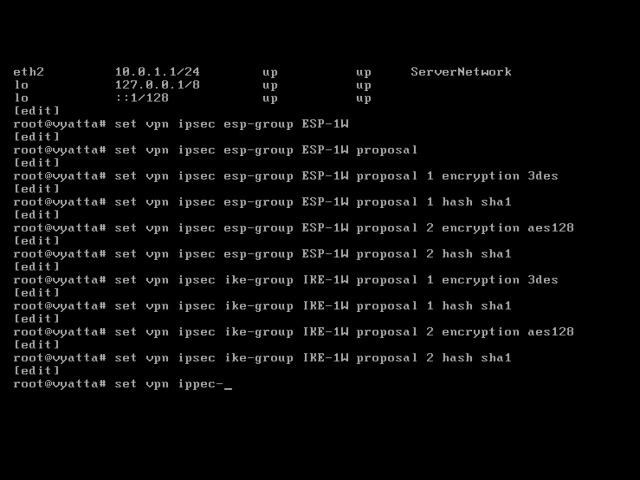 eth2 10.0.1.1/24 up up ServerNetwork
lo 127.0.0.1/8 up up
lo ::1/128 up up
[edit]
root@vyatta# set vpn ipsec esp-group ESP-1W
[edit]
root@vyatta# set vpn ipsec esp-group ESP-1W proposal
[edit]
root@vyatta# set vpn ipsec esp-group ESP-1W proposal 1 encryption 3des
[edit]
root@vyatta# set vpn ipsec esp-group ESP-1W proposal 1 hash sha1
[edit]
root@vyatta# set vpn ipsec esp-group ESP-1W proposal 2 encryption aes128
[edit]
root@vyatta# set vpn ipsec esp-group ESP-1W proposal 2 hash sha1
[edit]
root@vyatta# set vpn ipsec ike-group IKE-1W proposal 1 encryption 3des
[edit]
root@vyatta# set vpn ipsec ike-group IKE-1W proposal 1 hash sha1
[edit]
root@vyatta# set vpn ipsec ike-group IKE-1W proposal 2 encryption aes128
[edit]
root@vyatta# set vpn ipsec ike-group IKE-1W proposal 2 hash sha1
[edit]
root@vyatta# set vpn ippec-_